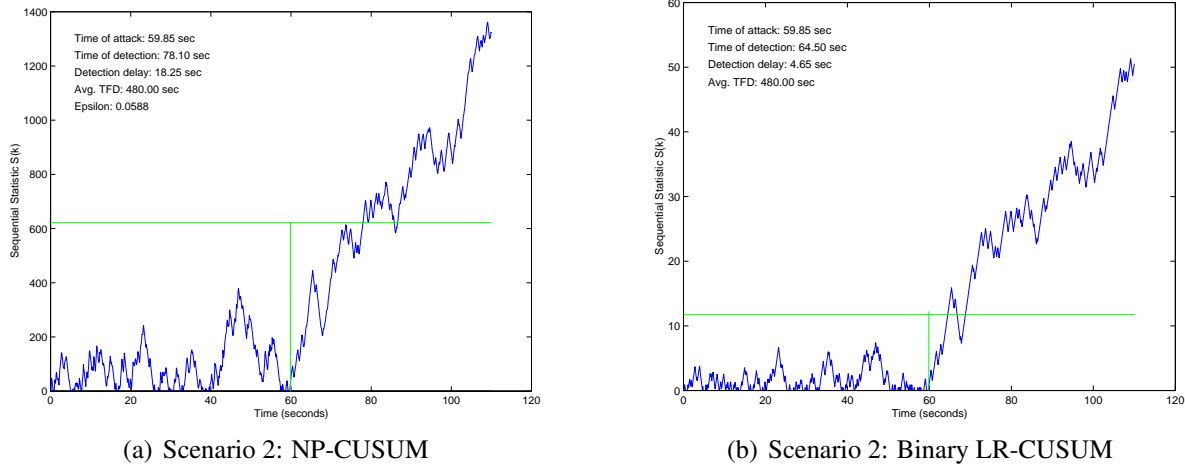 Time of attack: 59.85 sec
Time of detection: 78.10 sec
Detection delay: 18.25 sec
Avg. TFD: 480.00 sec
Epsilon: 0.0588
Sequential Statistic S(k)
1400
1200
1000
800
600
400
200
0
0 20 40 60 80 100 120
Time (seconds)
(a) Scenario 2: NP-CUSUM
Time of attack: 59.85 sec
Time of detection: 64.50 sec
Detection delay: 4.65 sec
Avg. TFD: 480.00 sec
Sequential Statistic S(k)
60
50
40
30
20
10
0
0 20 40 60 80 100 120
Time (seconds)
(b) Scenario 2: Binary LR-CUSUM